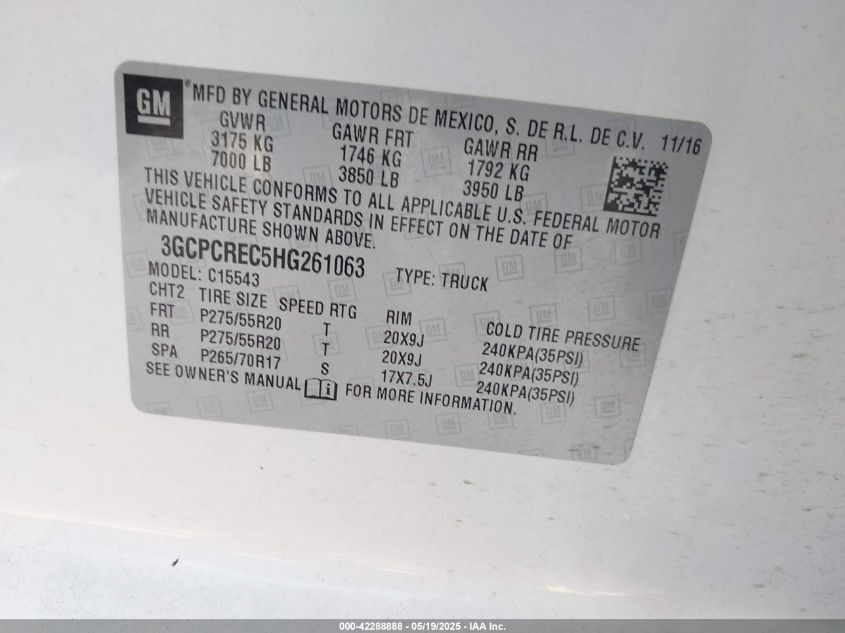 GM ® MFD BY GENERAL MOTORS DE MEXICO, S. DE R.L. DE C.V. 11/16
GVWR GAWR FRT GAWR RR
3175 KG 1746 KG 1792 KG
7000 LB 3850 LB 3950 LB
THIS VEHICLE CONFORMS TO ALL APPLICABLE U.S. FEDERAL MOTOR
VEHICLE SAFETY STANDARDS IN EFFECT ON THE DATE OF
MANUFACTURE SHOWN ABOVE.
3GCPCREC5HG261063 TYPE: TRUCK
MODEL: C15543
CHT2 TIRE SIZE SPEED RTG RIM COLD TIRE PRESSURE
FRT P275/55R20 T 20X9J 240KPA(35PSI)
RR P275/55R20 T 20X9J 240KPA(35PSI)
SPA P265/70R17 S 17X7.5J 240KPA(35PSI)
SEE OWNER'S MANUAL FOR MORE INFORMATION.
000-42288888 - 05/19/2025 - IAA Inc.